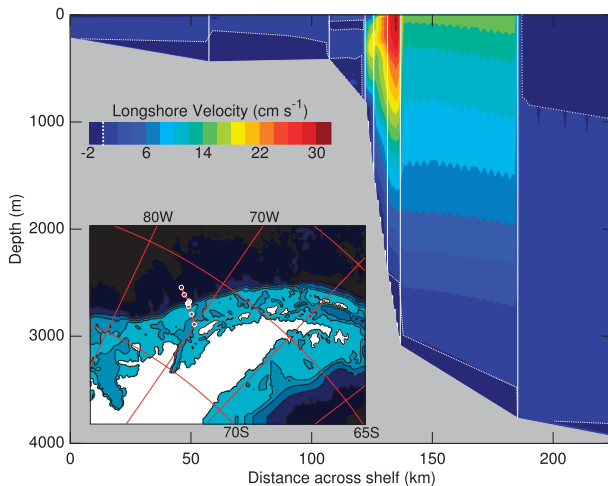 0
1000
2000
3000
4000
Depth (m)
Longshore Velocity (cm s⁻¹)
-2 6 14 22 30
80W 70W
70S 65S
0 50 100 150 200
Distance across shelf (km)